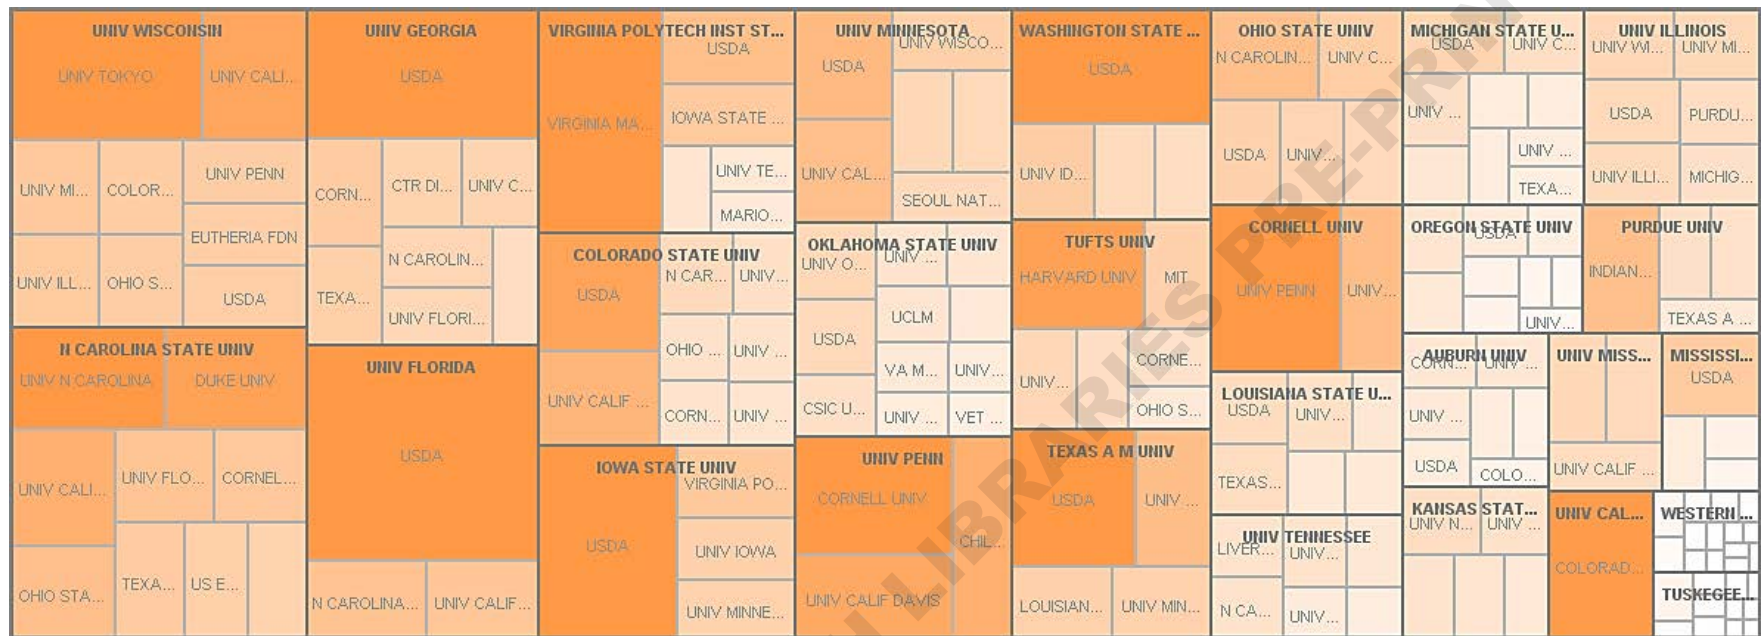 UNIV WISCONSIN
UNIV TOKYO
UNIV CALI...
UNIV MI...
COLOR...
UNIV PENN
EUTHERIA FDN
UNIV ILL...
OHIO S...
USDA
N CAROLINA STATE UNIV
UNIV N CAROLINA
DUKE UNIV
UNIV CALI...
UNIV FLO...
CORNEL...
OHIO STA...
TEXA...
US E...
UNIV GEORGIA
USDA
CORN...
CTR DI...
UNIV C...
N CAROLIN...
TEXA...
UNIV FLORI...
UNIV FLORIDA
USDA
N CAROLINA...
UNIV CALIF...
VIRGINIA POLYTECH INST ST...
USDA
VIRGINIA MA...
IOWA STATE ...
UNIV TE...
MARIO...
COLORADO STATE UNIV
USDA
N CAR...
UNIV...
OHIO ...
UNIV ...
UNIV CALIF ...
CORN...
UNIV ...
IOWA STATE UNIV
VIRGINIA PO...
USDA
UNIV IOWA
UNIV MINNE...
UNIV MINNESOTA
UNIV WISCO...
USDA
UNIV CAL...
SEOUL NAT...
OKLAHOMA STATE UNIV
UNIV O...
UNIV ...
UCLM
USDA
VA M...
UNIV...
CSIC U...
UNIV ...
VET ...
UNIV PENN
CORNELL UNIV
CHIL...
UNIV CALIF DAVIS
WASHINGTON STATE ...
USDA
UNIV ID...
TUFTS UNIV
HARVARD UNIV
MIT
UNIV...
CORNE...
OHIO S...
TEXAS A M UNIV
USDA
UNIV ...
LOUISIAN...
UNIV MIN...
OHIO STATE UNIV
N CAROLIN...
UNIV C...
USDA
UNIV...
CORNELL UNIV
UNIV PENN
UNIV...
LOUISIANA STATE U...
USDA
UNIV...
TEXAS...
UNIV TENNESSEE
LIVER...
UNIV...
N CA...
UNIV...
MICHIGAN STATE U...
USDA
UNIV C...
UNIV ...
UNIV ...
TEXA...
OREGON STATE UNIV
USDA
UNIV...
AUBURN UNIV
CORN...
UNIV...
UNIV ...
USDA
COLO...
KANSAS STAT...
UNIV N...
UNIV ...
UNIV ILLINOIS
UNIV WI...
UNIV MI...
USDA
PURDU...
UNIV ILLI...
MICHIG...
PURDUE UNIV
INDIAN...
TEXAS A ...
UNIV MISS...
UNIV CALIF ...
MISSISSI...
USDA
UNIV CAL...
COLORAD...
WESTERN ...
TUSKEGEE...
LIBRARIES PRE-PRIN